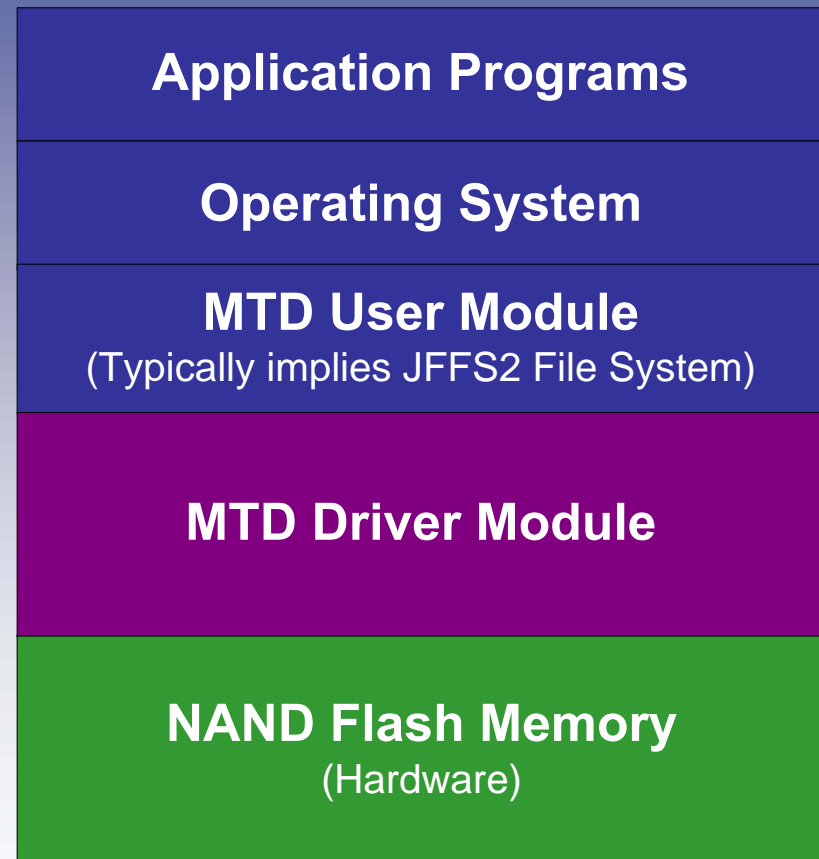 Application Programs
Operating System
MTD User Module
(Typically implies JFFS2 File System)
MTD Driver Module
NAND Flash Memory
(Hardware)